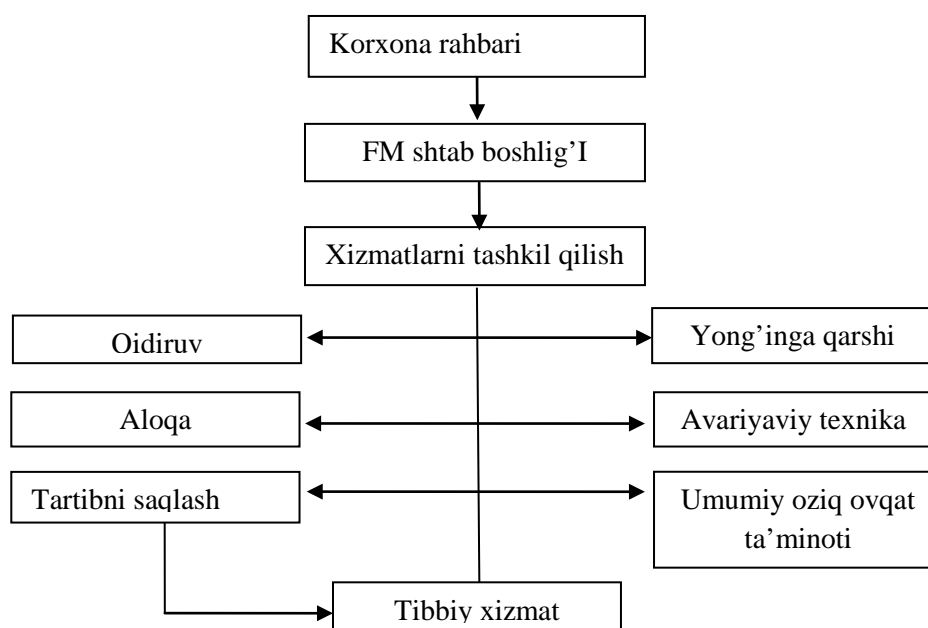 Korxona rahbari
FM shtab boshlig’I
Xizmatlarni tashkil qilish
Oidiruv
Yong’inga qarshi
Aloqa
Avariyaviy texnika
Tartibni saqlash
Umumiy oziq ovqat
ta’minoti
Tibbiy xizmat